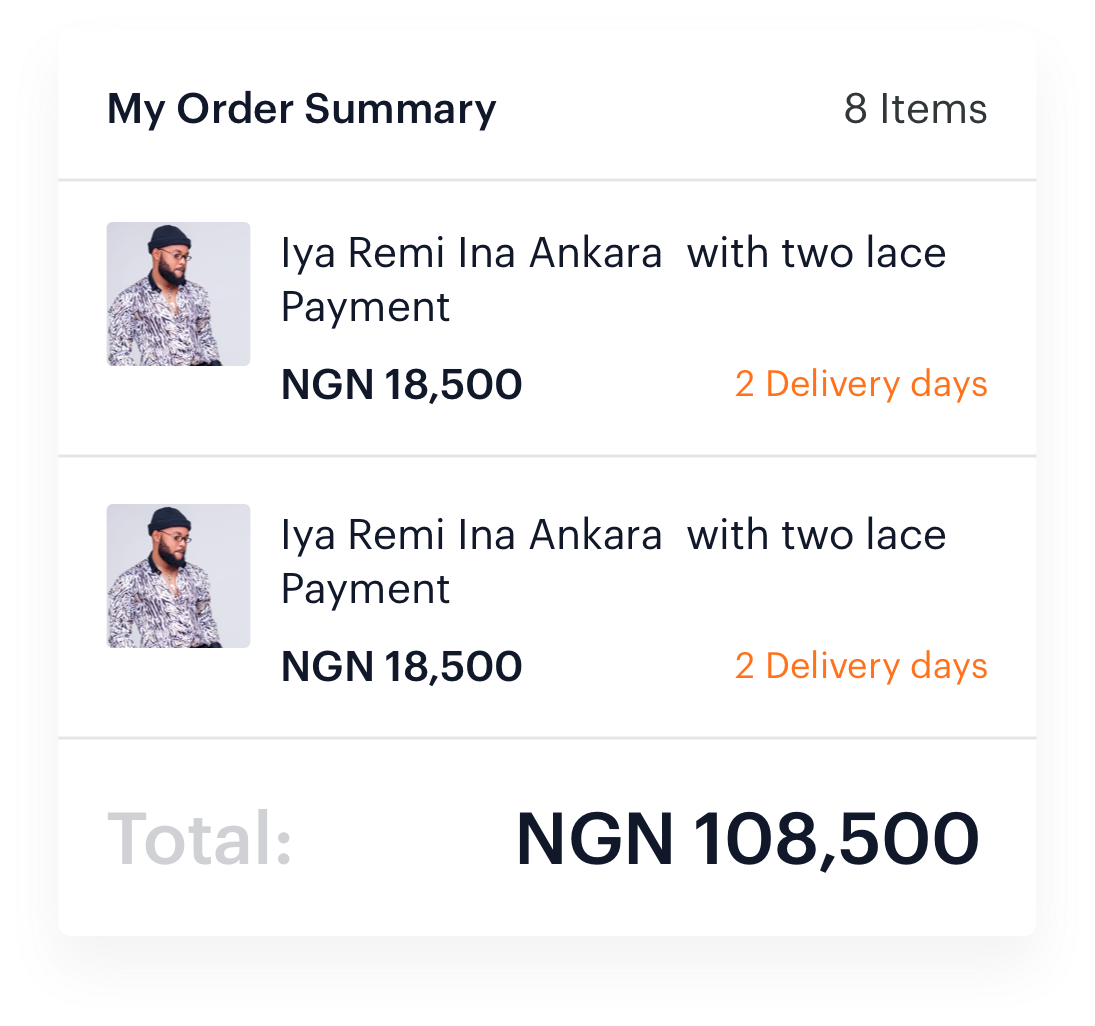 My Order Summary 8 Items
Iya Remi Ina Ankara  with two lace
Payment
NGN 18,500 2 Delivery days
Iya Remi Ina Ankara  with two lace
Payment
NGN 18,500 2 Delivery days
Total: NGN 108,500